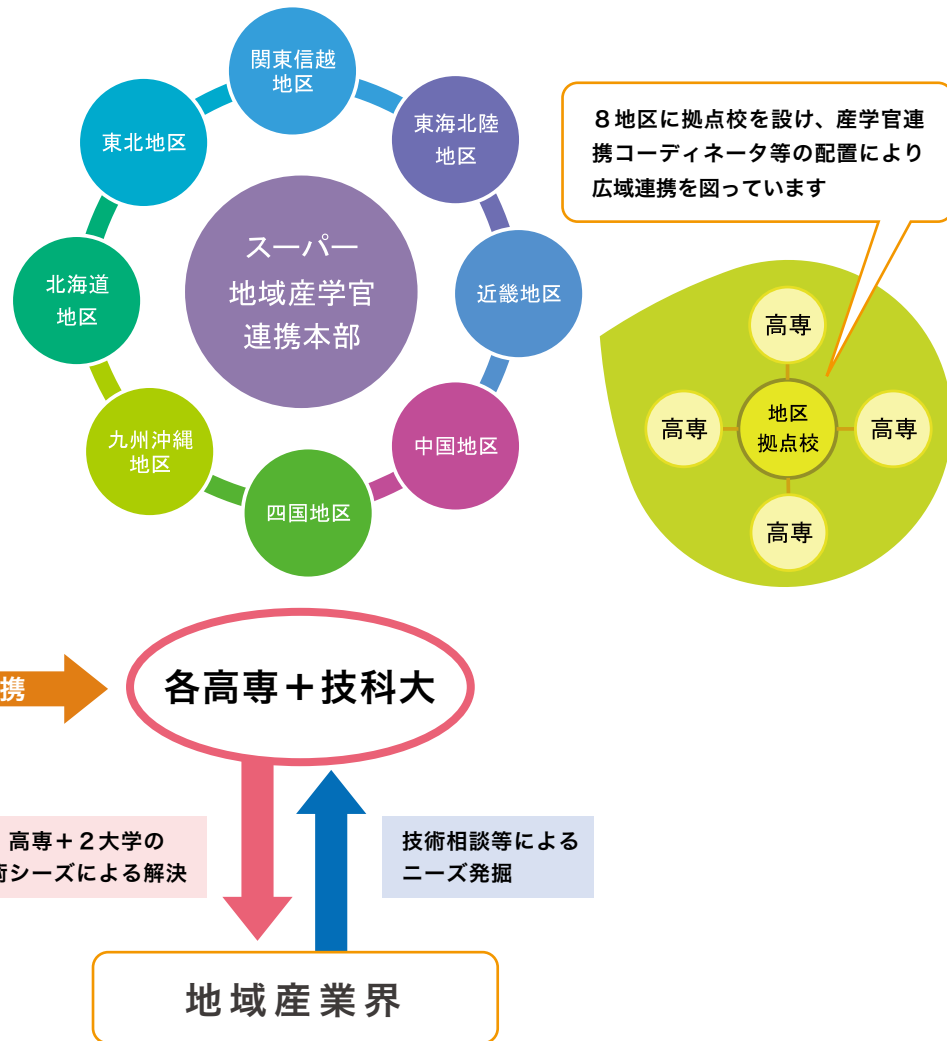 関東信越
地区
東北地区
東海北陸
地区
8地区に拠点校を設け、産学官連
携コーディネータ等の配置により
広域連携を図っています
スーパー
地域産学官
連携本部
北海道
地区
近畿地区
九州沖縄
地区
中国地区
四国地区
高専
高専
地区
拠点校
高専
高専
携
各高専＋技科大
高専＋2大学の
術シーズによる解決
技術相談等による
ニーズ発掘
地域産業界